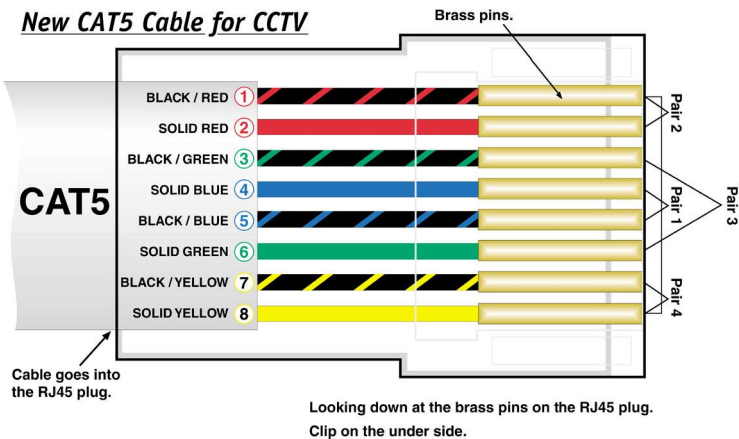 New CAT5 Cable for CCTV
Brass pins.
BLACK / RED 1
SOLID RED 2
BLACK / GREEN 3
SOLID BLUE 4
BLACK / BLUE 5
SOLID GREEN 6
BLACK / YELLOW 7
SOLID YELLOW 8
CAT5
Pair 2
Pair 1
Pair 3
Pair 4
Cable goes into
the RJ45 plug.
Looking down at the brass pins on the RJ45 plug.
Clip on the under side.